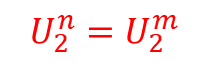 $U_2^n = U_2^m$